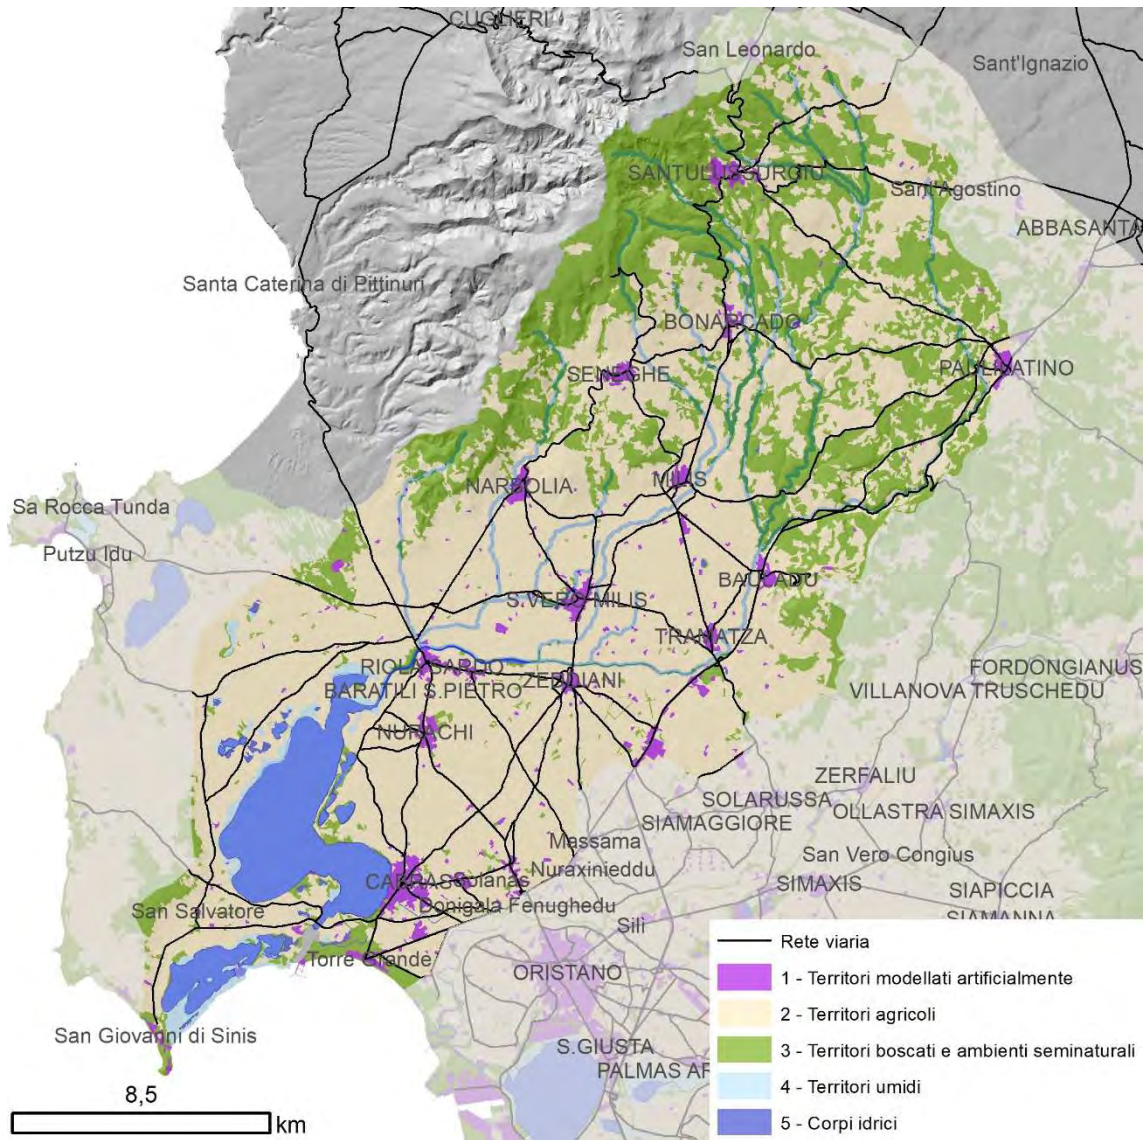 CUGLIERI
San Leonardo
Sant'Ignazio
SANTULUSSURGIU
Sant'Agostino
ABBASANTA
Santa Caterina di Pittinuri
BONARCADO
PAULILATINO
SENEGHE
NARBOLIA
MILIS
Sa Rocca Tunda
Putzu Idu
BAULADU
S.VERO MILIS
TRAMATZA
RIOLA SARDO
FORDONGIANUS
BARATILI S.PIETRO
ZEDDIANI
VILLANOVA TRUSCHEDU
NURACHI
ZERFALIU
SOLARUSSA
OLLASTRA SIMAXIS
SIAMAGGIORE
Massama
San Vero Congius
Nuraxinieddu
CABRAS
Solanas
SIMAXIS
SIAPICCIA
San Salvatore
Donigala Fenughedu
Sili
SIAMANNA
Torre Grande
ORISTANO
San Giovanni di Sinis
S.GIUSTA
PALMAS AR
Rete viaria
1 - Territori modellati artificialmente
2 - Territori agricoli
3 - Territori boscati e ambienti seminaturali
4 - Territori umidi
5 - Corpi idrici
8,5
km